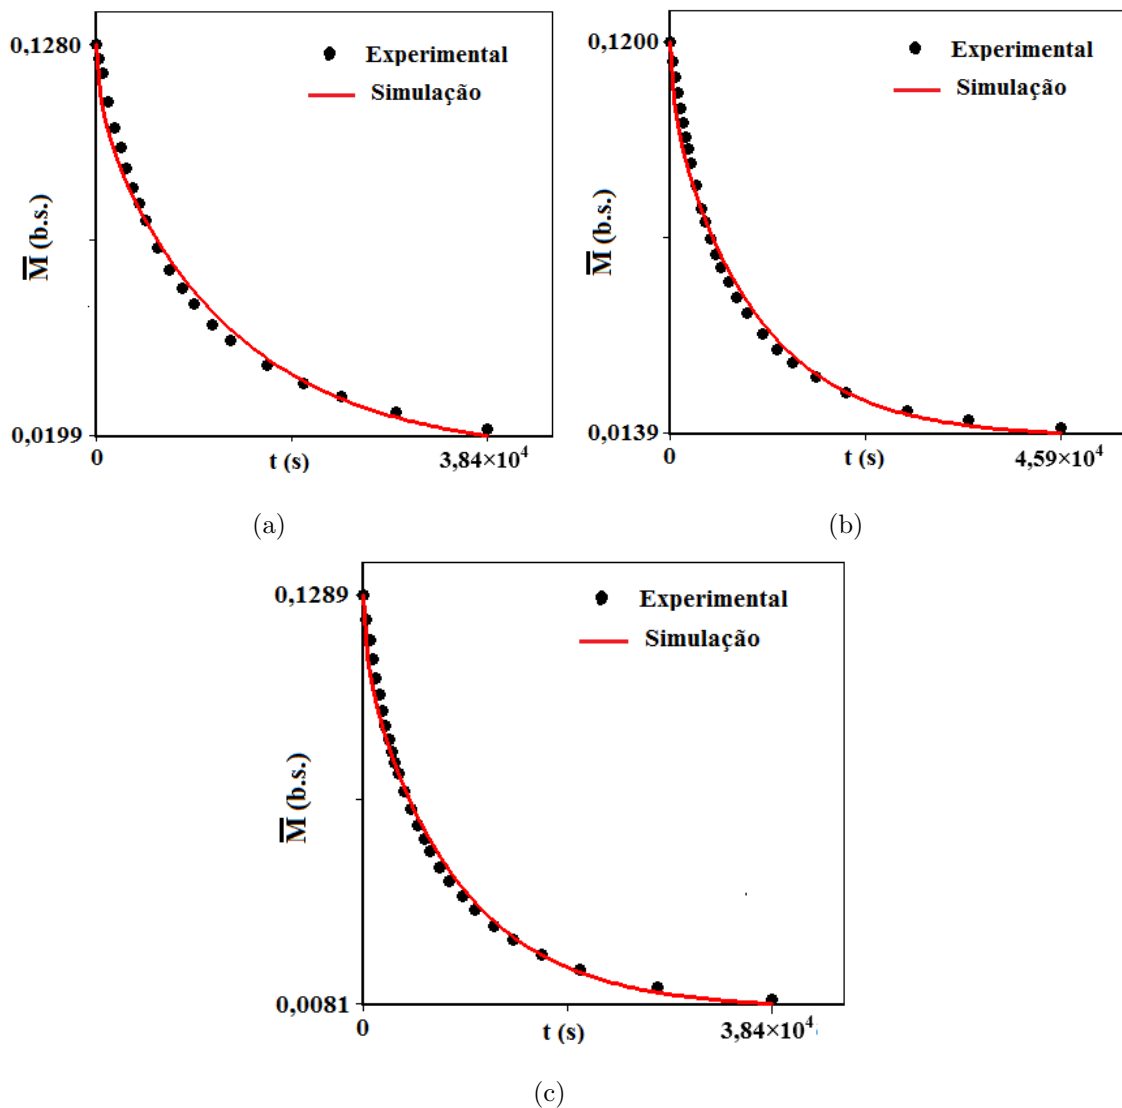 0,1280
Experimental
Simulação
M̅ (b.s.)
0,0199
0
t (s)
3,84×10⁴
(a)
0,1200
Experimental
Simulação
M̅ (b.s.)
0,0139
0
t (s)
4,59×10⁴
(b)
0,1289
Experimental
Simulação
M̅ (b.s.)
0,0081
0
t (s)
3,84×10⁴
(c)